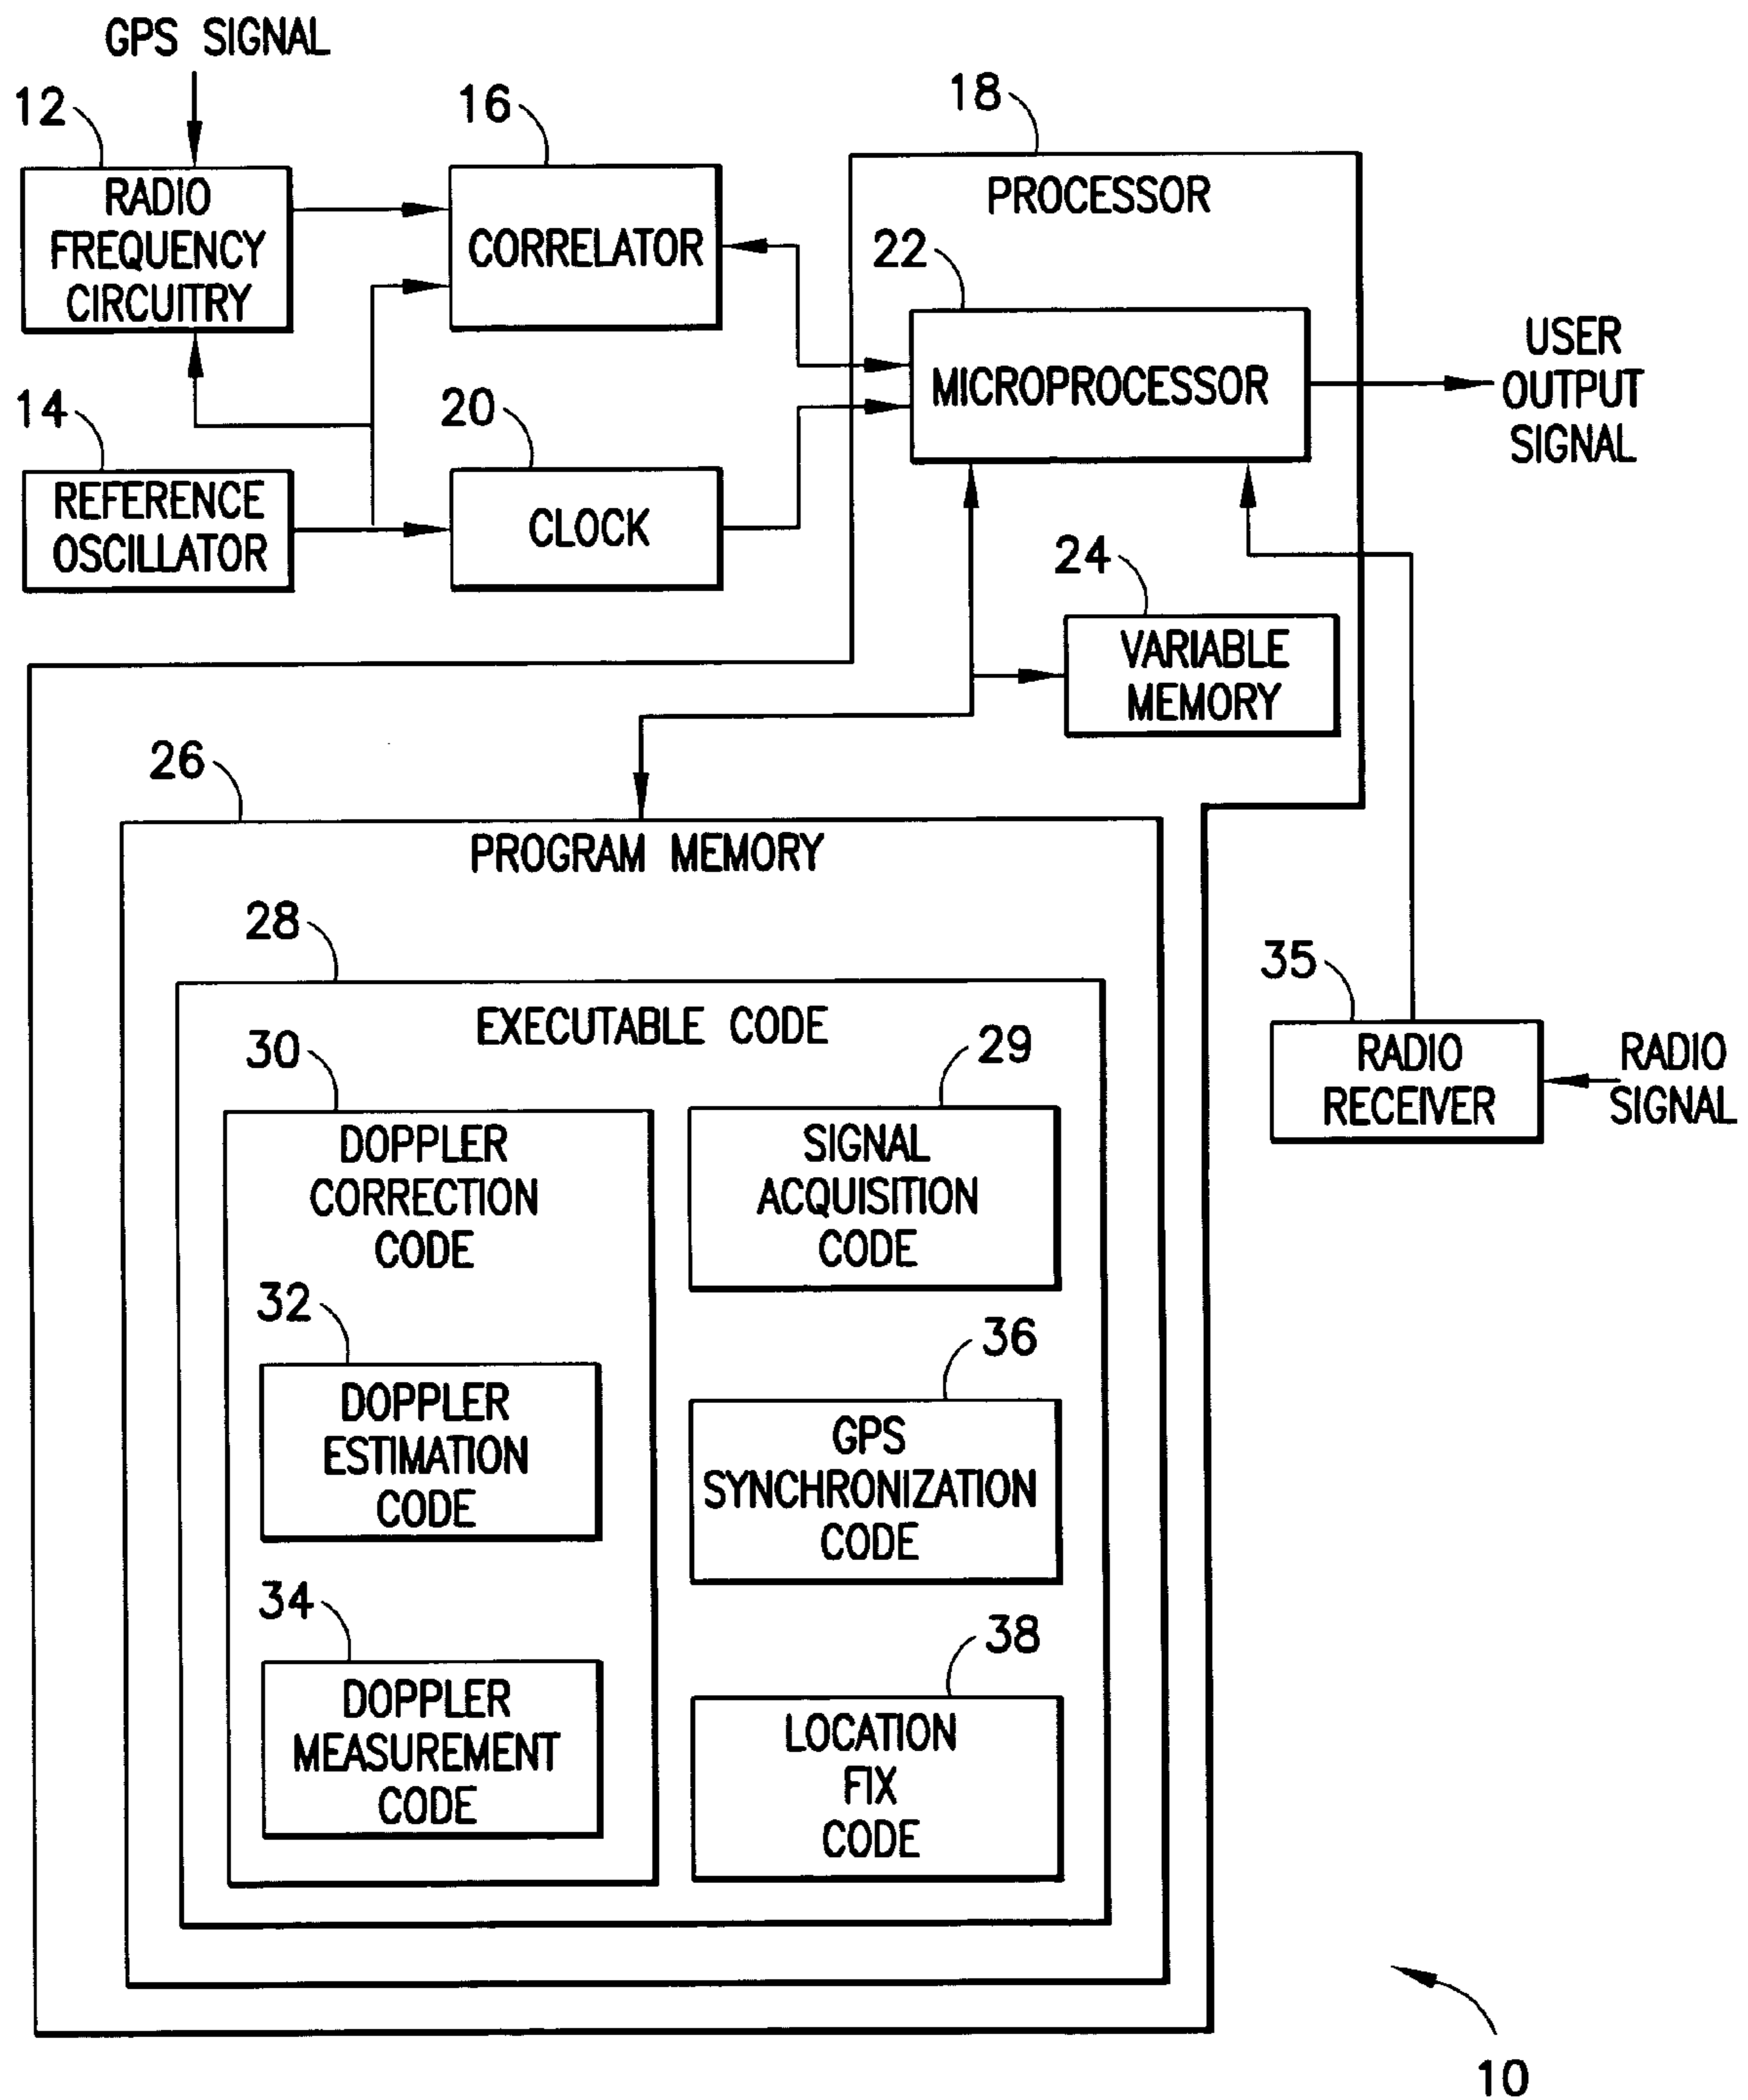 GPS SIGNAL
12
16
18
RADIO
FREQUENCY
CIRCUITRY
CORRELATOR
PROCESSOR
22
MICROPROCESSOR
USER
OUTPUT
SIGNAL
14
20
REFERENCE
OSCILLATOR
CLOCK
24
VARIABLE
MEMORY
26
PROGRAM MEMORY
28
EXECUTABLE CODE
35
RADIO
RECEIVER
RADIO
SIGNAL
30
29
DOPPLER
CORRECTION
CODE
SIGNAL
ACQUISITION
CODE
32
36
DOPPLER
ESTIMATION
CODE
GPS
SYNCHRONIZATION
CODE
34
38
DOPPLER
MEASUREMENT
CODE
LOCATION
FIX
CODE
10